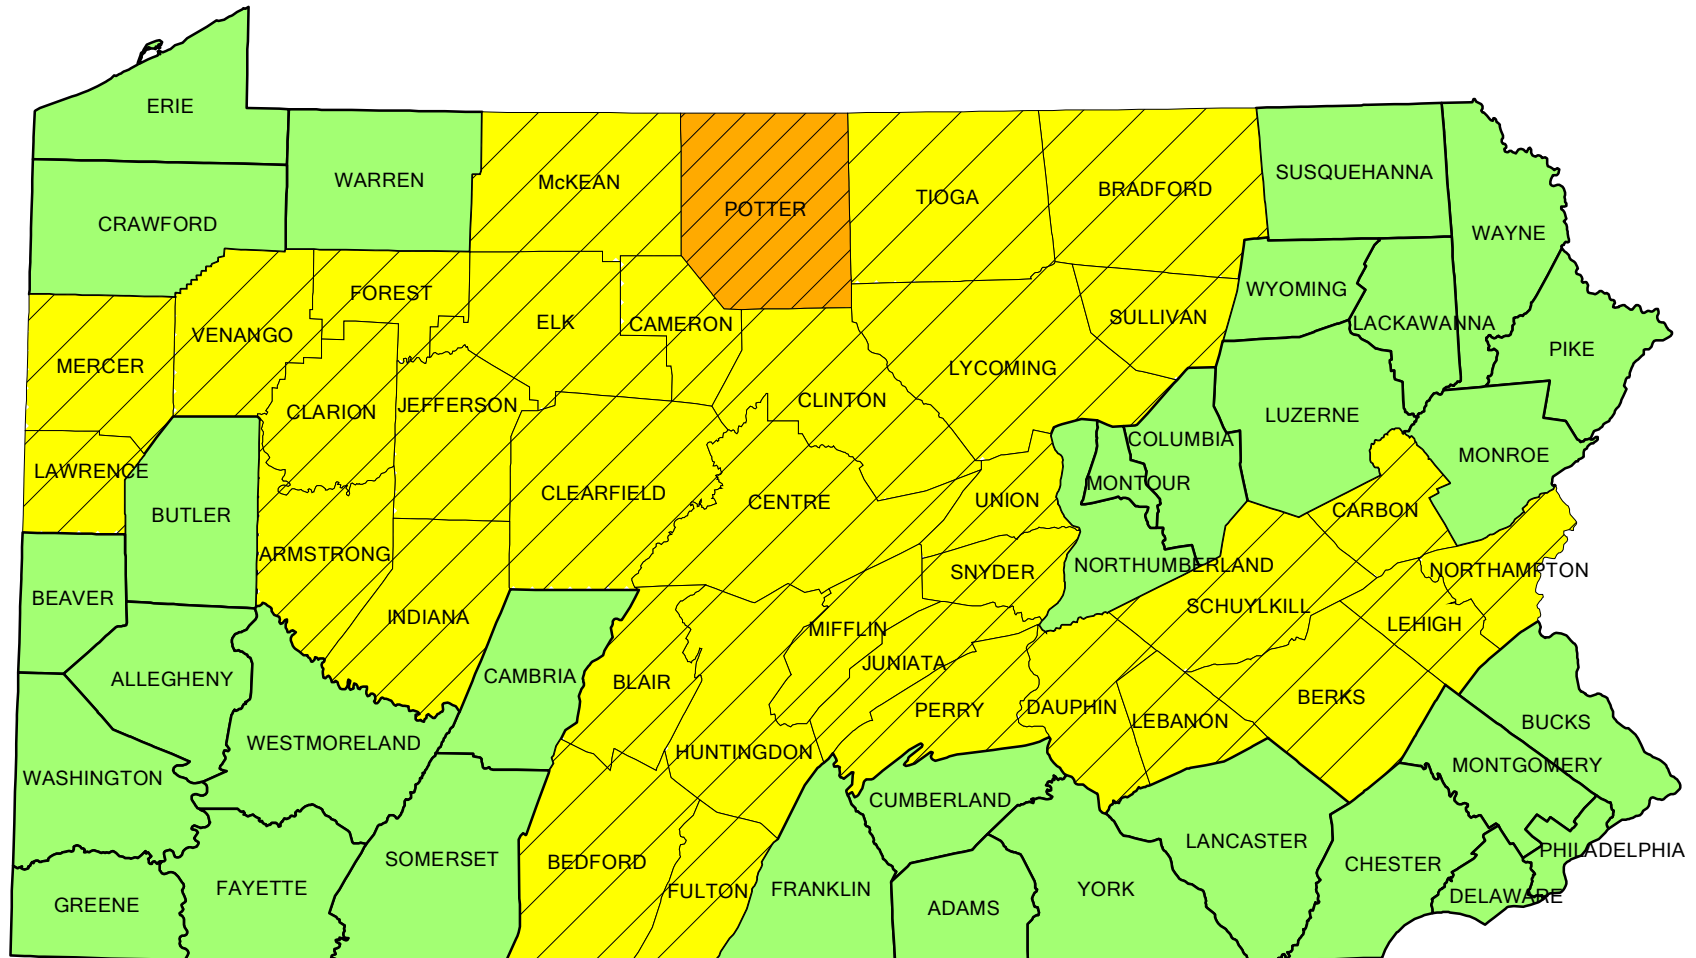 ERIE
WARREN
McKEAN
POTTER
TIOGA
BRADFORD
SUSQUEHANNA
WAYNE
CRAWFORD
FOREST
VENANGO
ELK
CAMERON
SULLIVAN
WYOMING
LACKAWANNA
PIKE
MERCER
CLARION
JEFFERSON
CLINTON
LYCOMING
COLUMBIA
LUZERNE
MONROE
LAWRENCE
BUTLER
CLEARFIELD
CENTRE
UNION
MONTOUR
CARBON
ARMSTRONG
SNYDER
NORTHUMBERLAND
NORTHAMPTON
BEAVER
INDIANA
MIFFLIN
SCHUYLKILL
LEHIGH
ALLEGHENY
CAMBRIA
BLAIR
JUNIATA
PERRY
DAUPHIN
LEBANON
BERKS
BUCKS
WASHINGTON
WESTMORELAND
HUNTINGDON
MONTGOMERY
CUMBERLAND
LANCASTER
PHILADELPHIA
GREENE
FAYETTE
SOMERSET
BEDFORD
FULTON
FRANKLIN
ADAMS
YORK
CHESTER
DELAWARE